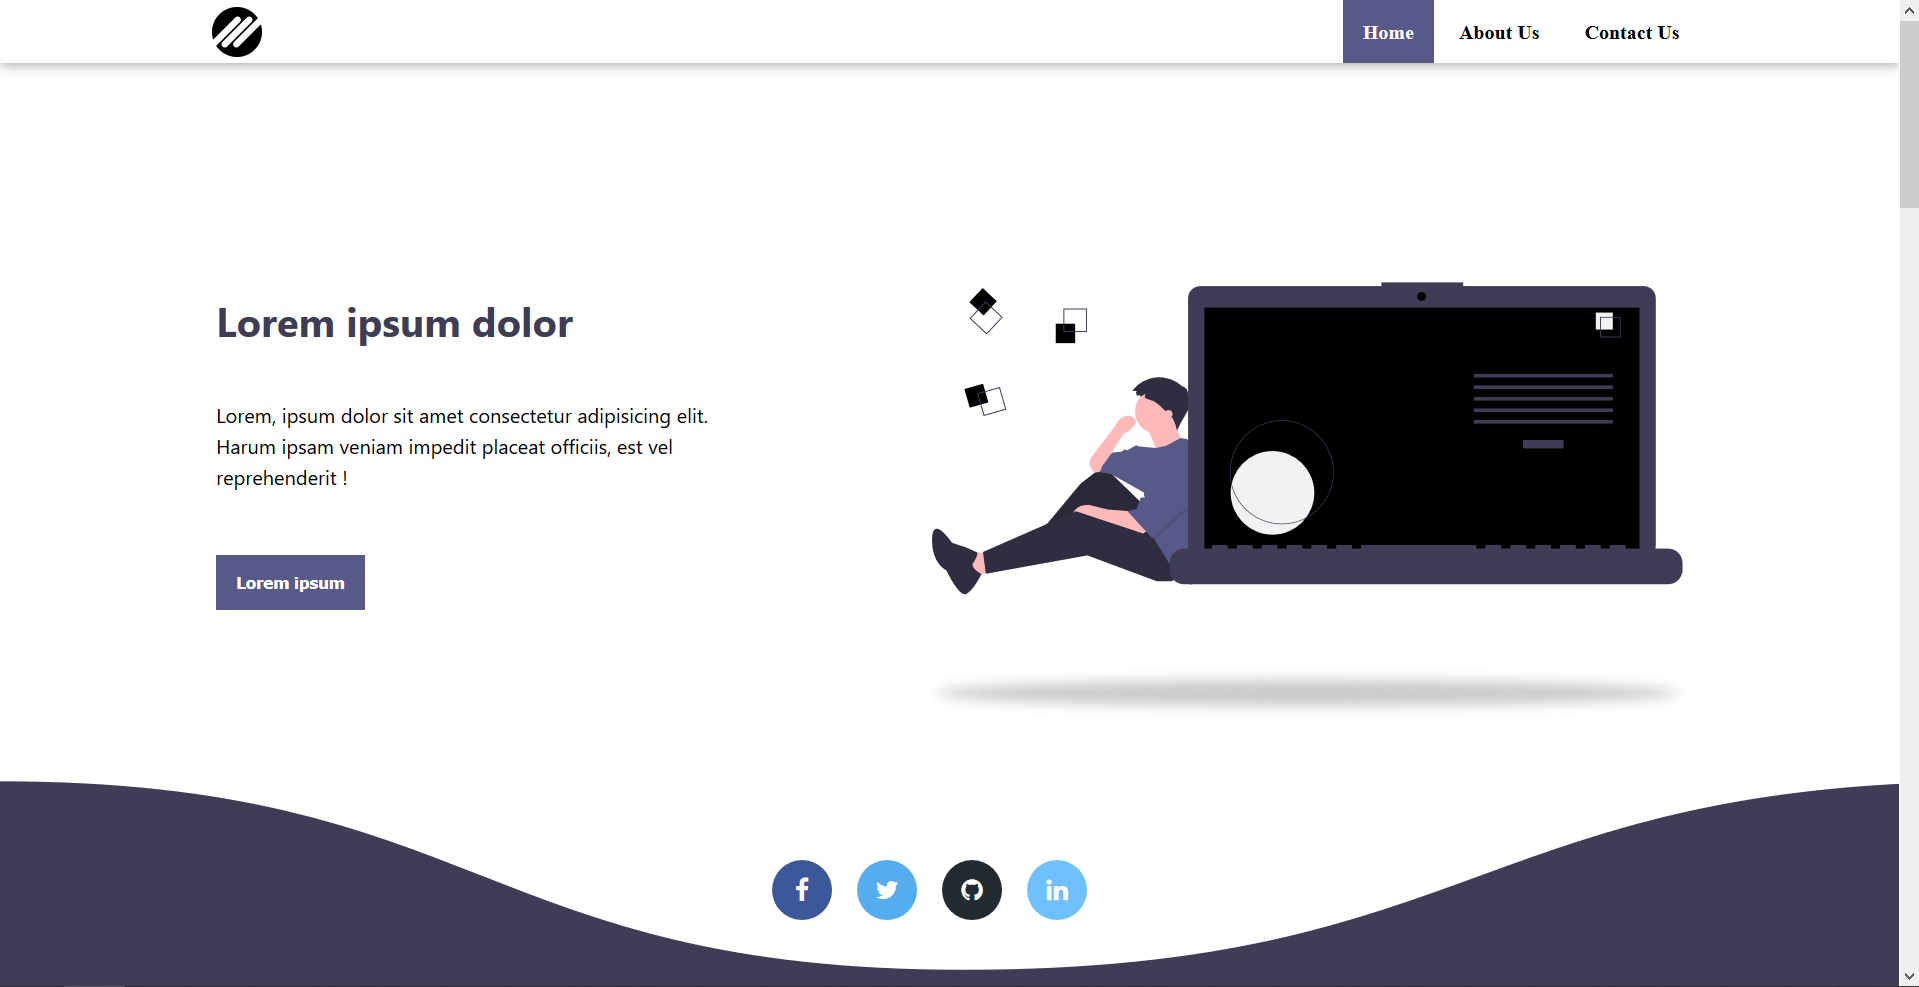 Home About Us Contact Us
Lorem ipsum dolor
Lorem, ipsum dolor sit amet consectetur adipisicing elit.
Harum ipsam veniam impedit placeat officiis, est vel
reprehenderit !
Lorem ipsum